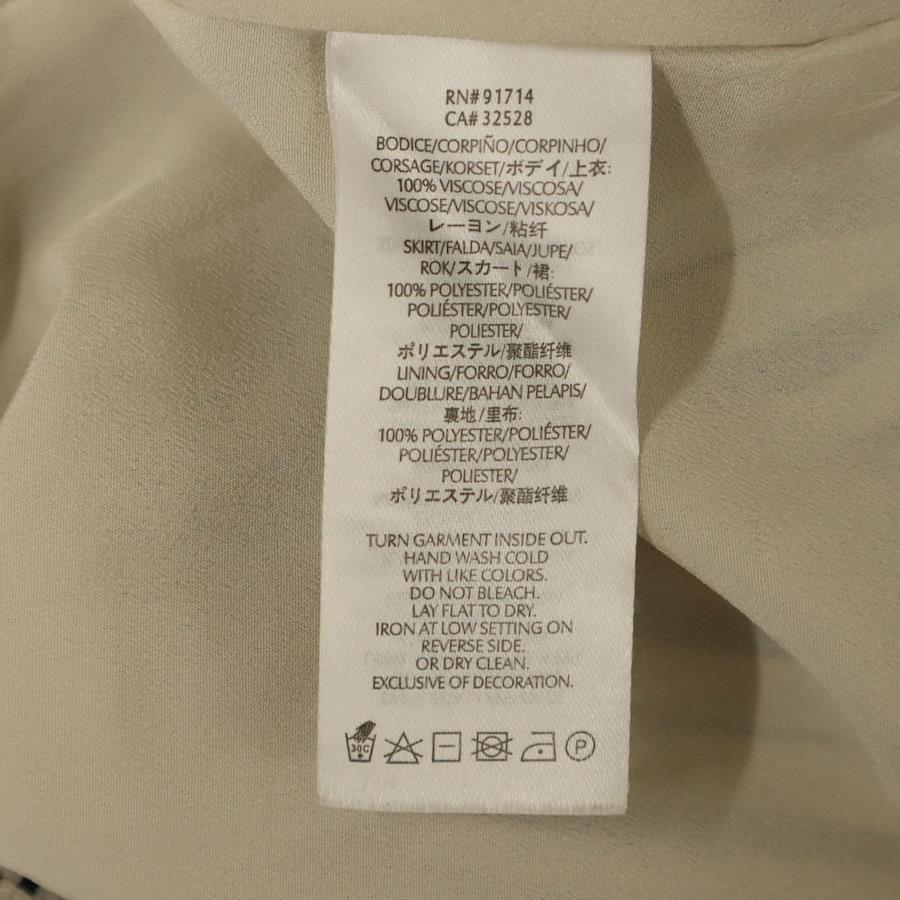 RN# 91714
CA# 32528
BODICE/CORPIÑO/CORPINHO/
CORSAGE/KORSET/ボデイ/上衣:
100% VISCOSE/VISCOSA/
VISCOSE/VISCOSE/VISKOSA/
レーヨン/粘纤
SKIRT/FALDA/SAIA/JUPE/
ROK/スカート/裙:
100% POLYESTER/POLIÉSTER/
POLIÉSTER/POLYESTER/
POLIESTER/
ポリエステル/聚酯纤维
LINING/FORRO/FORRO/
DOUBLURE/BAHAN PELAPIS/
裏地/里布:
100% POLYESTER/POLIÉSTER/
POLIÉSTER/POLYESTER/
POLIESTER/
ポリエステル/聚酯纤维
TURN GARMENT INSIDE OUT.
HAND WASH COLD
WITH LIKE COLORS.
DO NOT BLEACH.
LAY FLAT TO DRY.
IRON AT LOW SETTING ON
REVERSE SIDE.
OR DRY CLEAN.
EXCLUSIVE OF DECORATION.
30C P